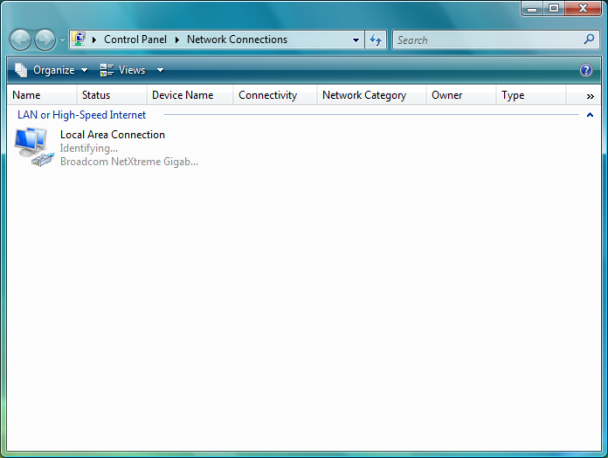 Control Panel Network Connections Search
Organize Views
Name Status Device Name Connectivity Network Category Owner Type »
LAN or High-Speed Internet
Local Area Connection
Identifying...
Broadcom NetXtreme Gigab...